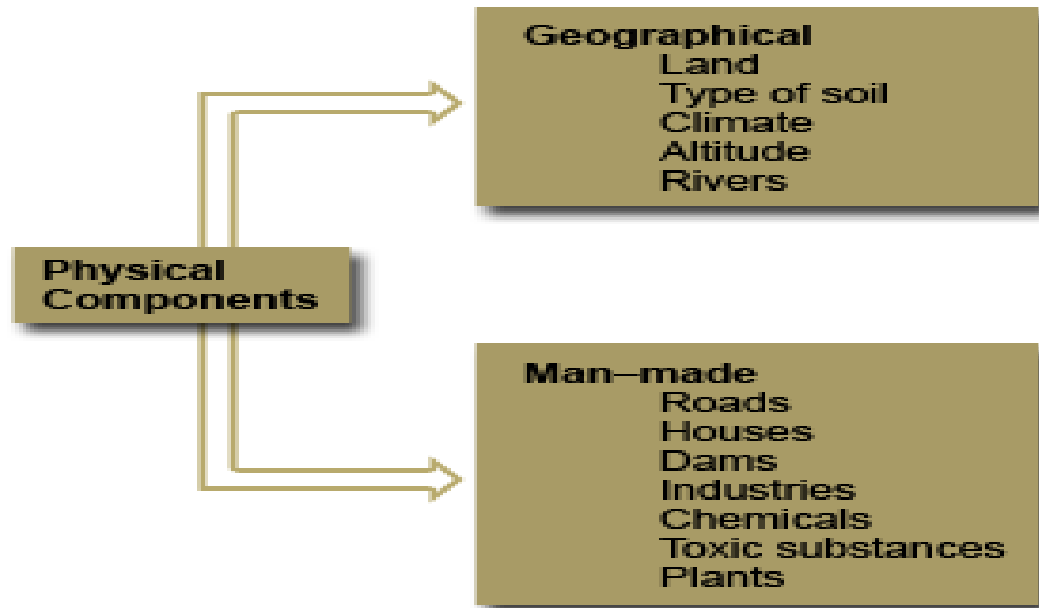 Geographical
Land
Type of soil
Climate
Altitude
Rivers
Physical
Components
Man–made
Roads
Houses
Dams
Industries
Chemicals
Toxic substances
Plants